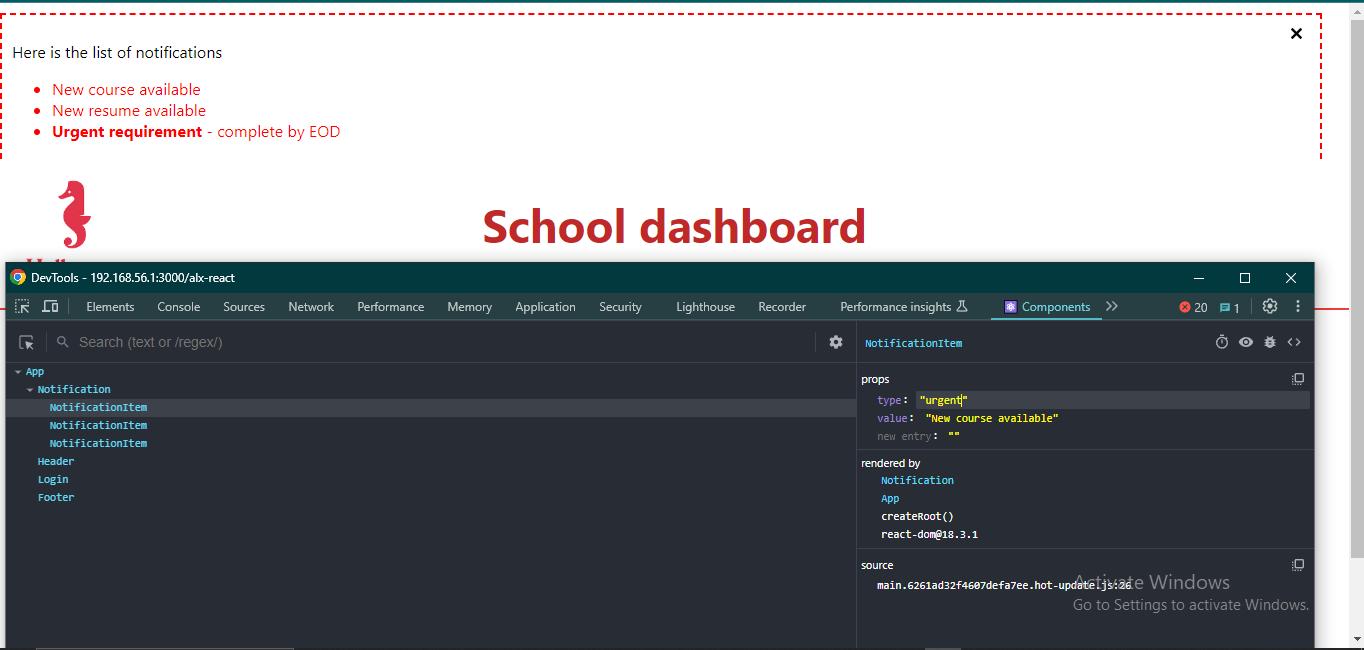 Here is the list of notifications
New course available
New resume available
Urgent requirement - complete by EOD
School dashboard
DevTools - 192.168.56.1:3000/alx-react
Elements Console Sources Network Performance Memory Application Security Lighthouse Recorder Performance insights Components 20 1
Search (text or /regex/)
App
Notification
NotificationItem
NotificationItem
NotificationItem
Header
Login
Footer
NotificationItem
props
type: "urgent"
value: "New course available"
new entry: ""
rendered by
Notification
App
createRoot()
react-dom@18.3.1
source
main.6261ad32f4607defa7ee.hot-update.js:26
Activate Windows
Go to Settings to activate Windows.